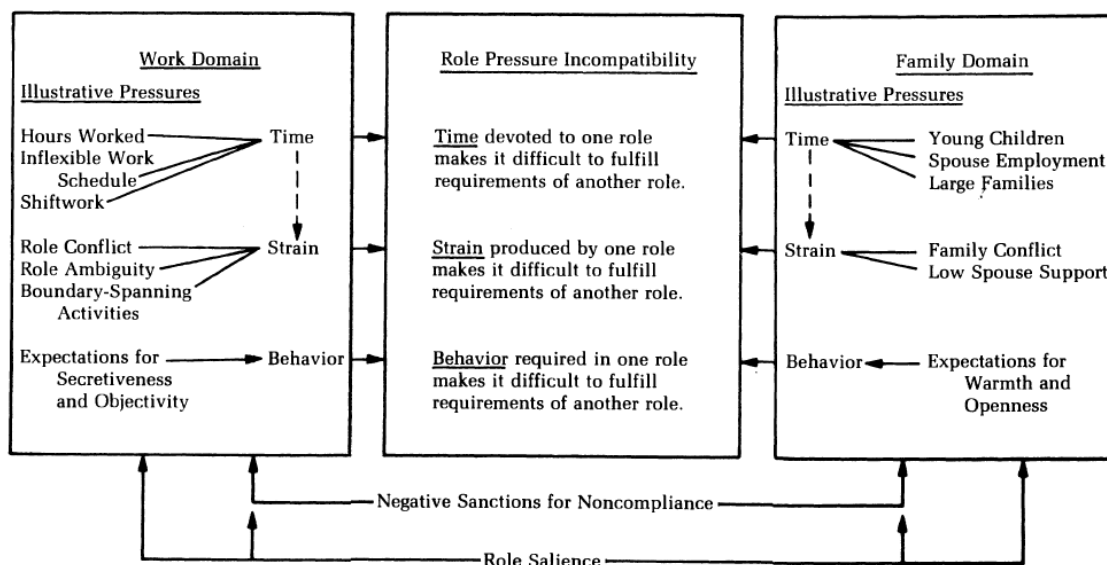 Work Domain
Illustrative Pressures
Hours Worked
Inflexible Work
Schedule
Shiftwork
Time
Role Conflict
Role Ambiguity
Boundary-Spanning
Activities
Strain
Expectations for
Secretiveness
and Objectivity
Behavior
Role Pressure Incompatibility
Time devoted to one role
makes it difficult to fulfill
requirements of another role.
Strain produced by one role
makes it difficult to fulfill
requirements of another role.
Behavior required in one role
makes it difficult to fulfill
requirements of another role.
Family Domain
Illustrative Pressures
Time
Young Children
Spouse Employment
Large Families
Strain
Family Conflict
Low Spouse Support
Behavior
Expectations for
Warmth and
Openness
Negative Sanctions for Noncompliance
Role Salience